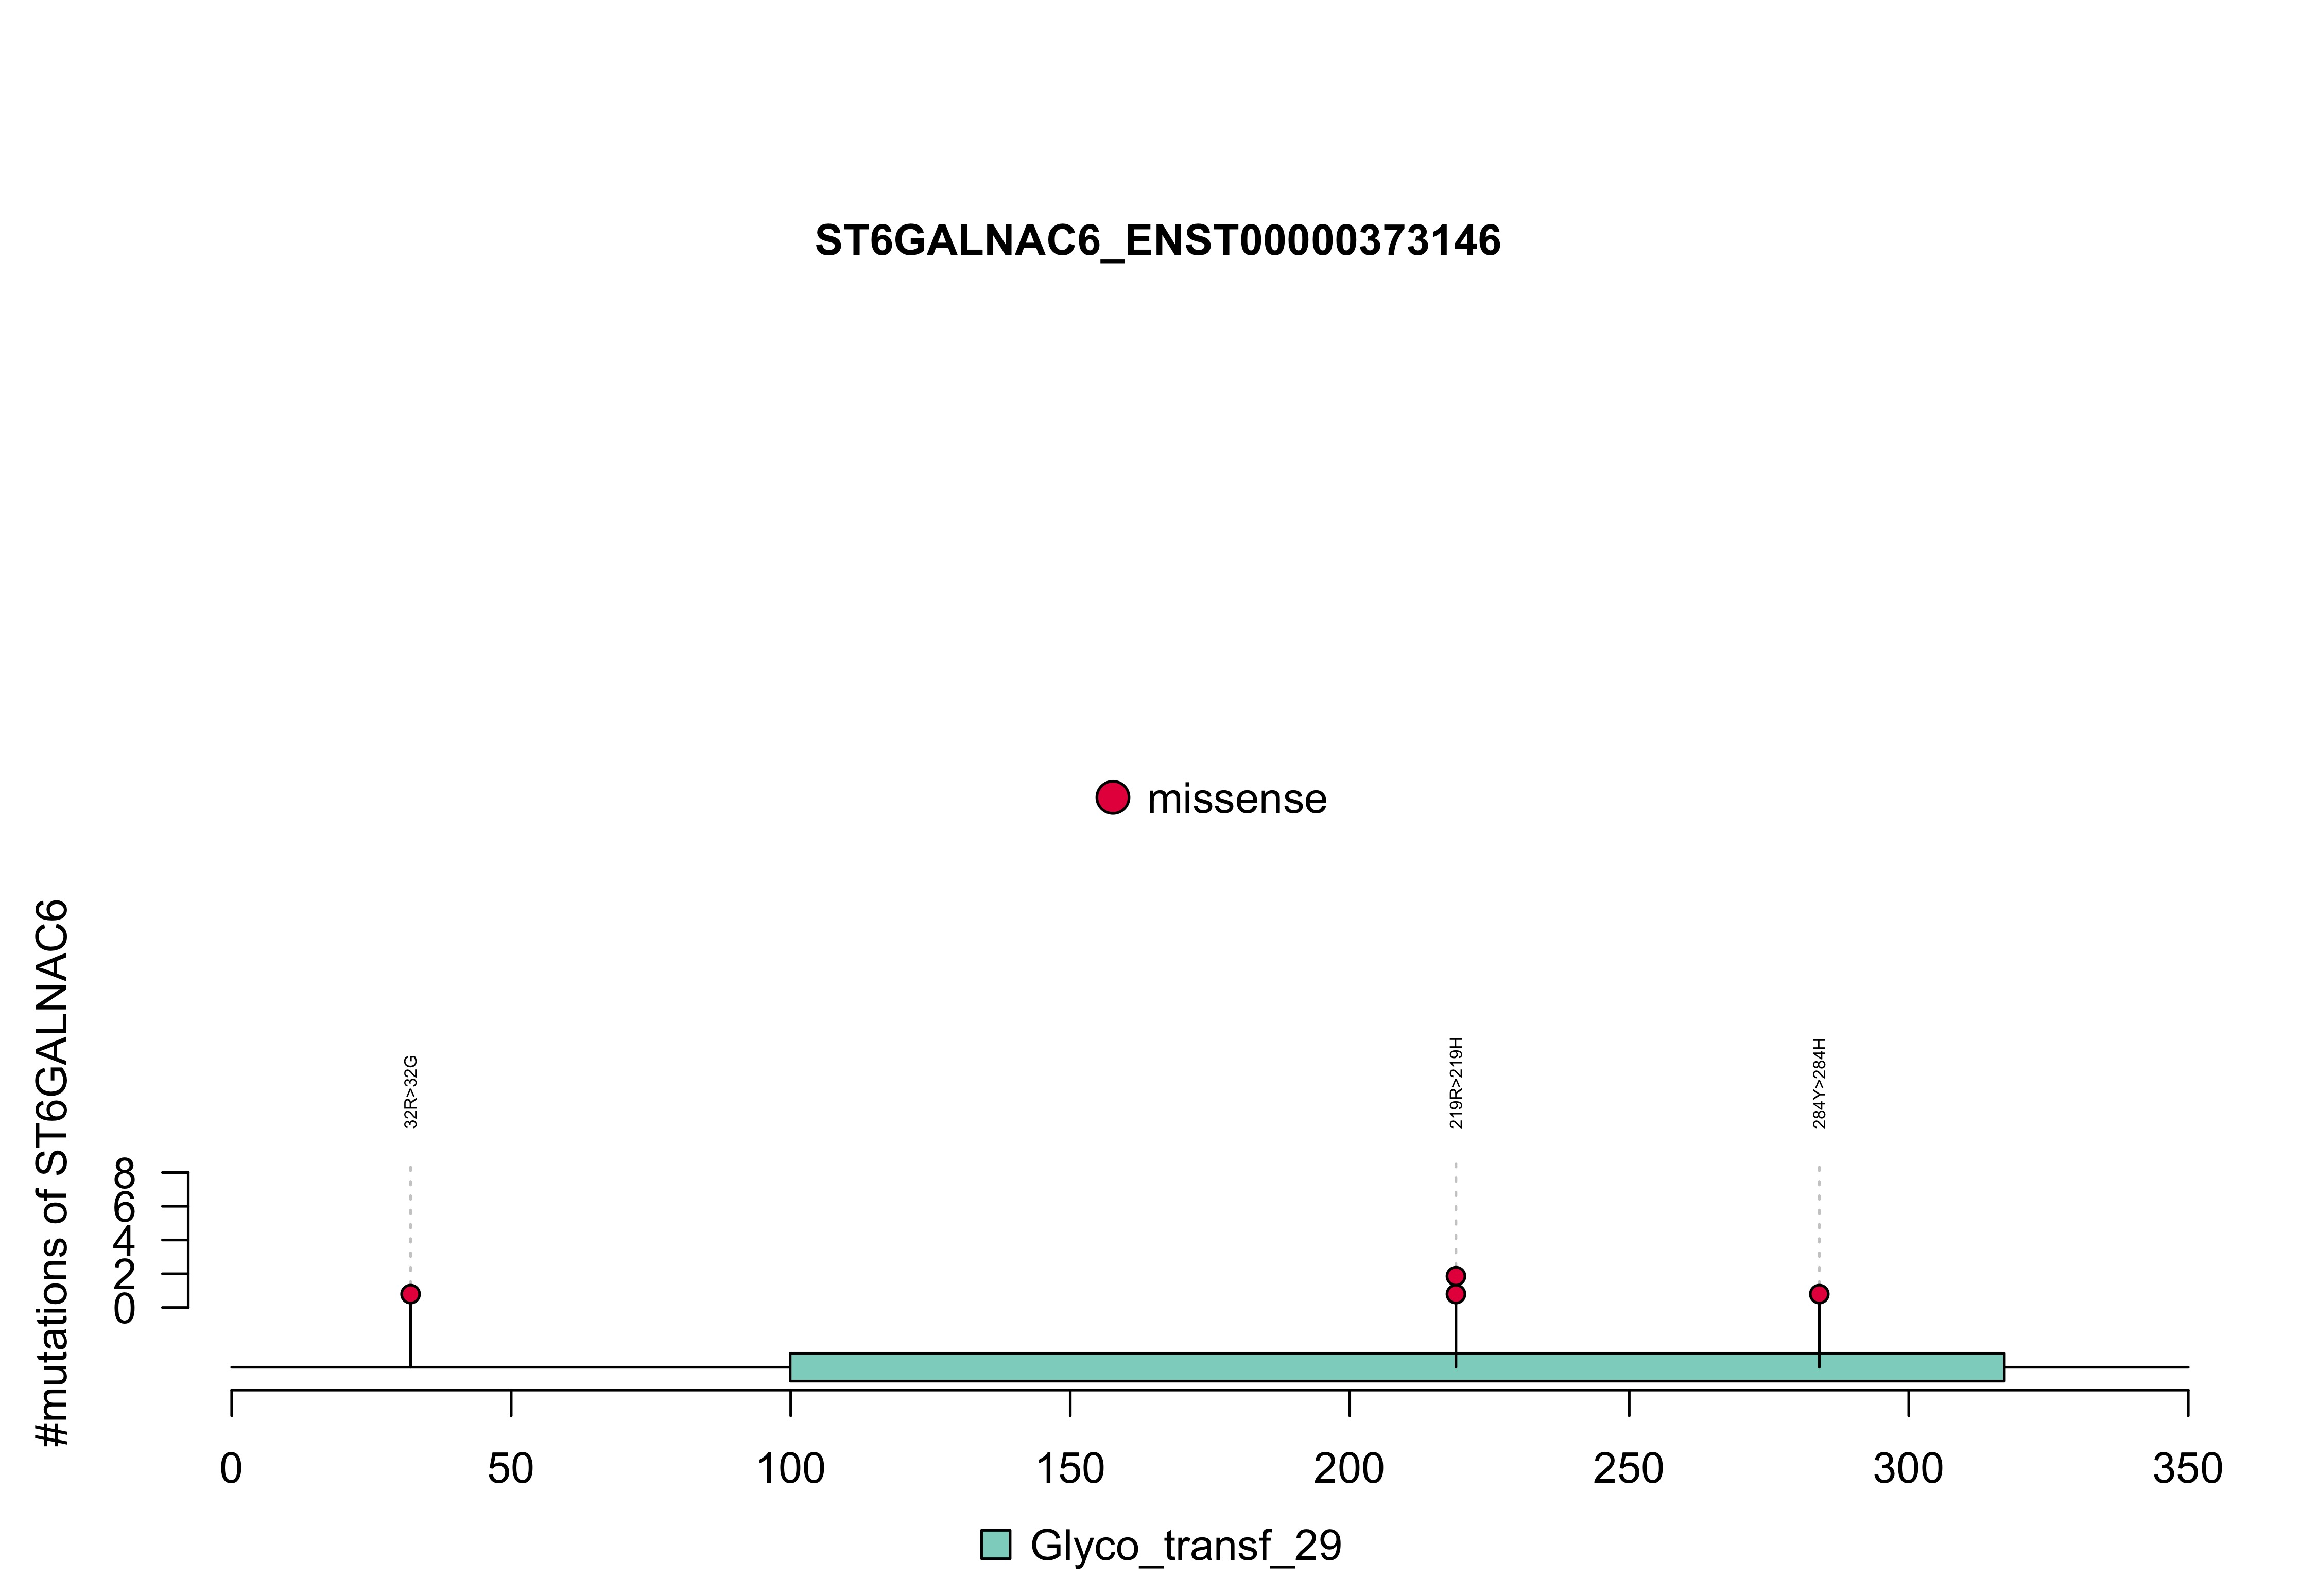 ST6GALNAC6_ENST00000373146
missense
#mutations of ST6GALNAC6
32R>32G
219R>219H
284Y>284H
8
6
4
2
0
0 50 100 150 200 250 300 350
Glyco_transf_29